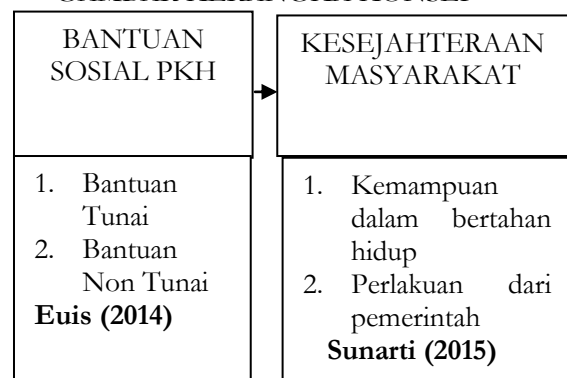 BANTUAN
SOSIAL PKH
KESEJAHTERAAN
MASYARAKAT
1. Bantuan
Tunai
2. Bantuan
Non Tunai
Euis (2014)
1. Kemampuan
dalam bertahan
hidup
2. Perlakuan dari
pemerintah
Sunarti (2015)